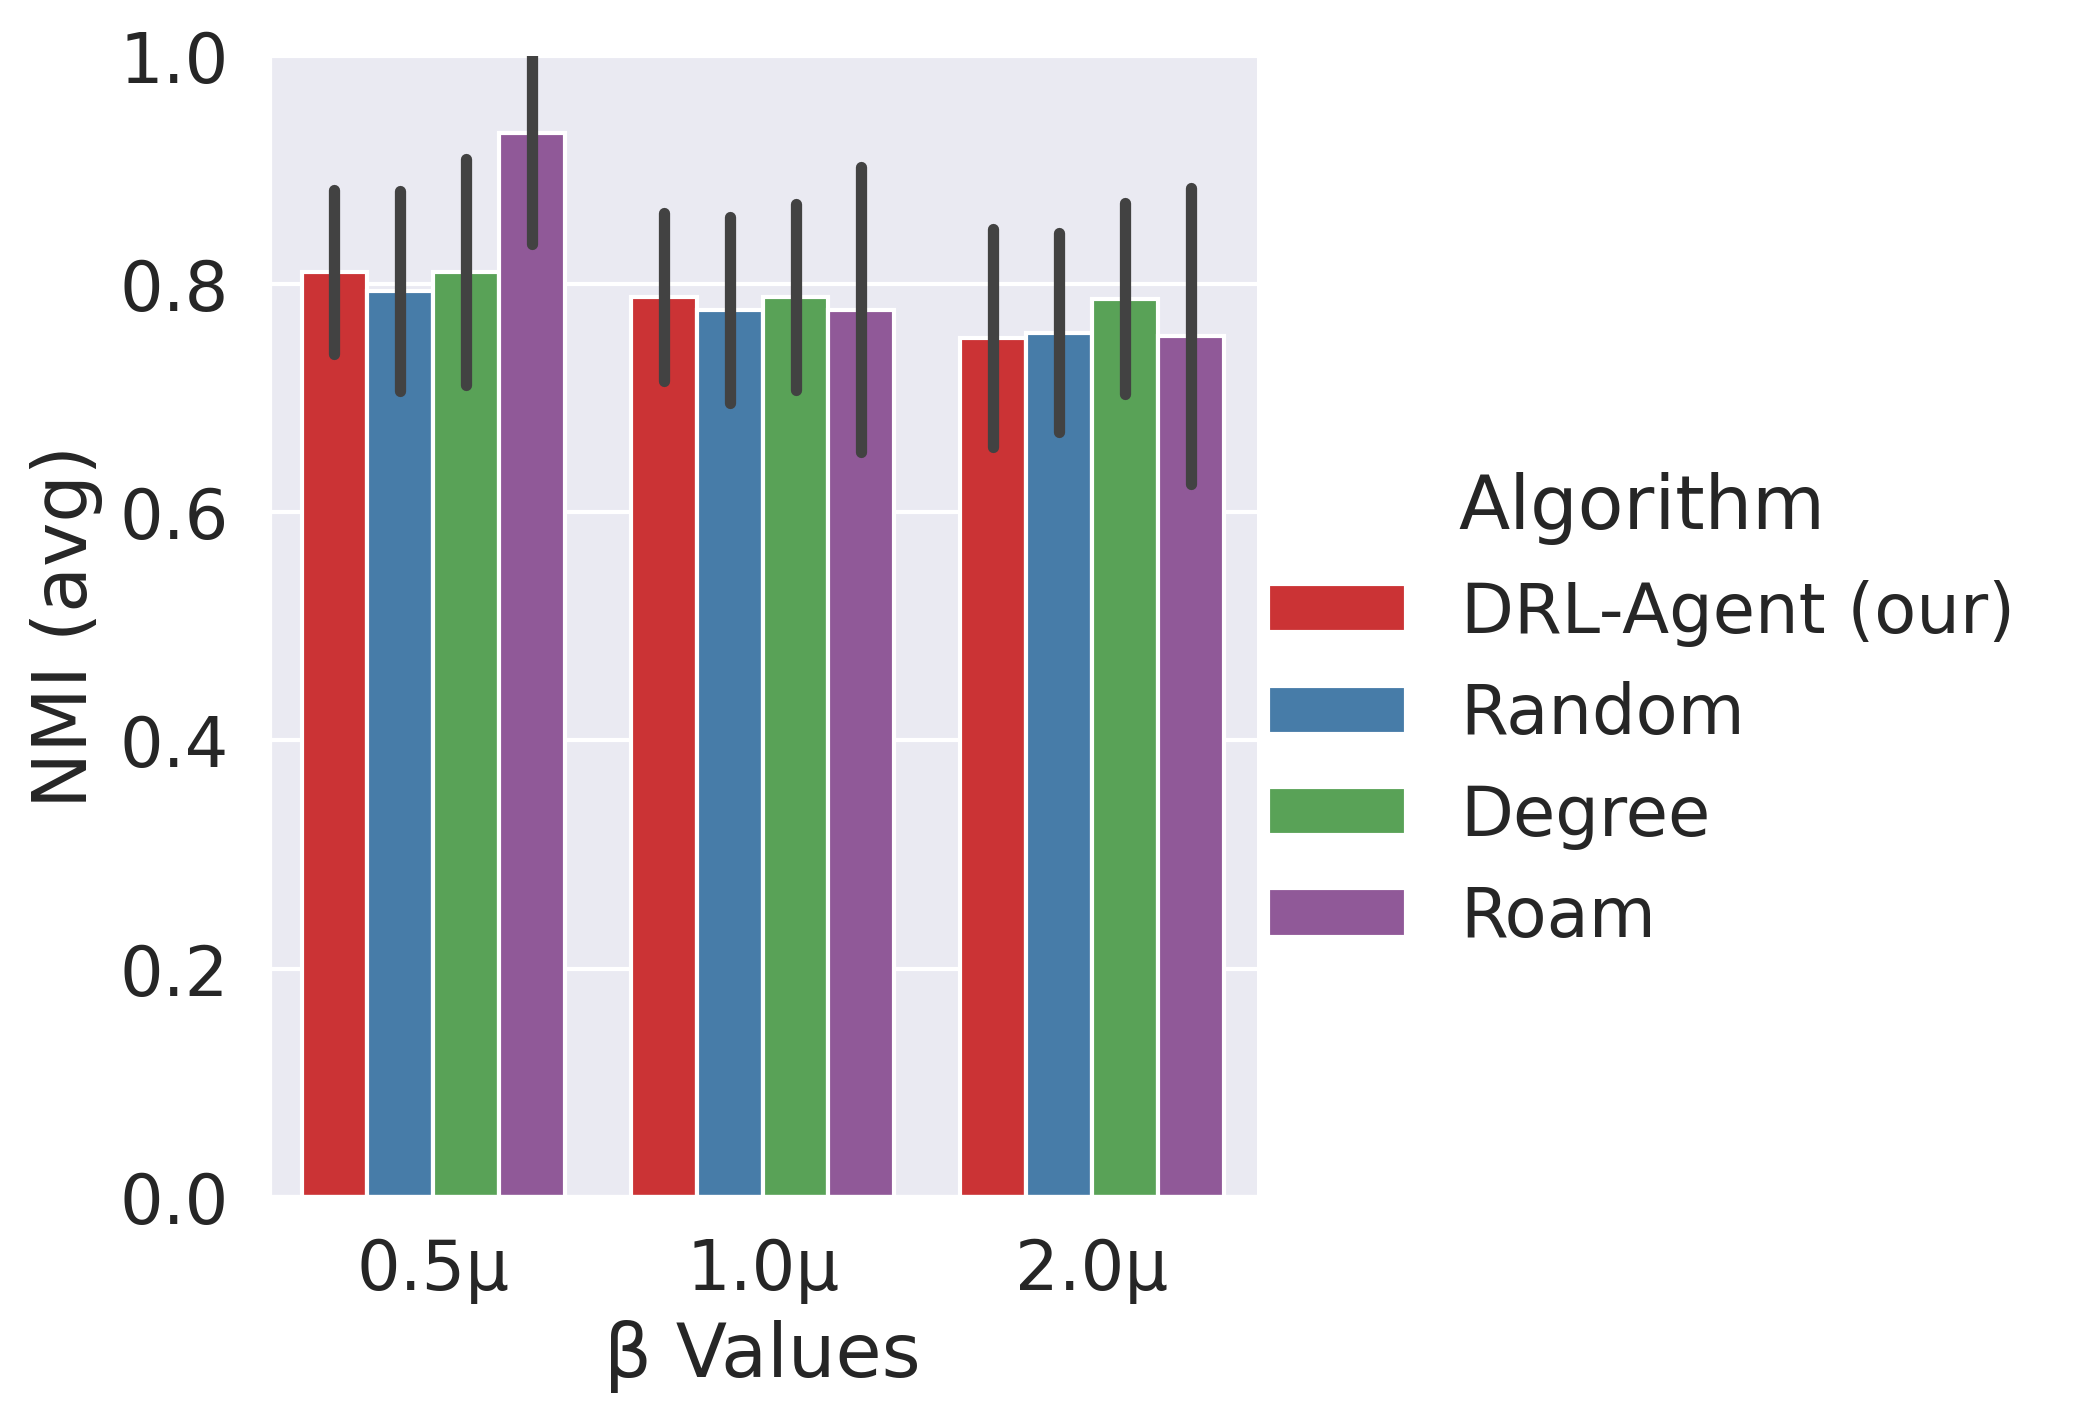 1.0
0.8
0.6
0.4
0.2
0.0
NMI (avg)
0.5μ 1.0μ 2.0μ
β Values
Algorithm
DRL-Agent (our)
Random
Degree
Roam